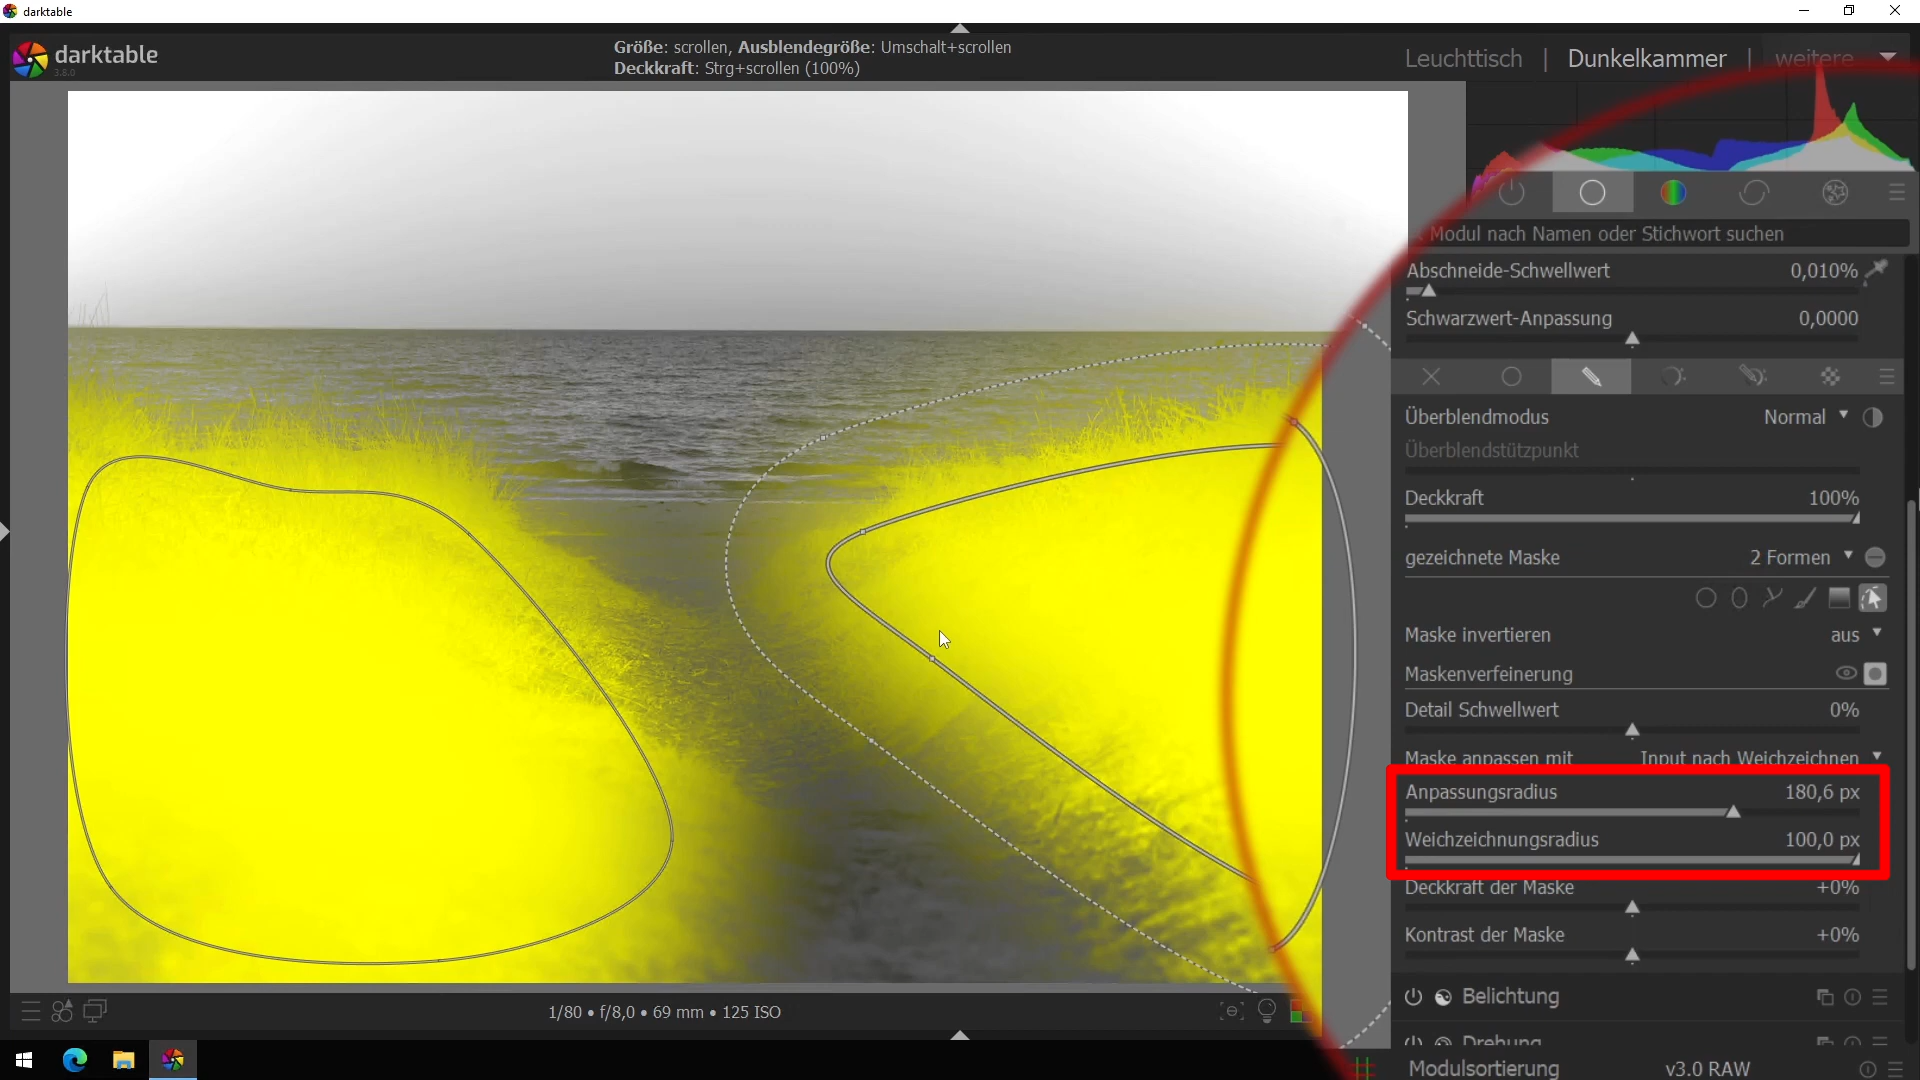 darktable
darktable
3.8.0
Größe: scrollen, Ausblendegröße: Umschalt+scrollen
Deckkraft: Strg+scrollen (100%)
Leuchttisch | Dunkelkammer | weitere
Modul nach Namen oder Stichwort suchen
Abschneide-Schwellwert 0,010%
Schwarzwert-Anpassung 0,0000
Überblendmodus Normal
Überblendstützpunkt
Deckkraft 100%
gezeichnete Maske 2 Formen
Maske invertieren aus
Maskenverfeinerung
Detail Schwellwert 0%
Maske anpassen mit Input nach Weichzeichnen
Anpassungsradius 180,6 px
Weichzeichnungsradius 100,0 px
Deckkraft der Maske +0%
Kontrast der Maske +0%
Belichtung
Drehung
1/80 • f/8,0 • 69 mm • 125 ISO
Modulsortierung v3.0 RAW